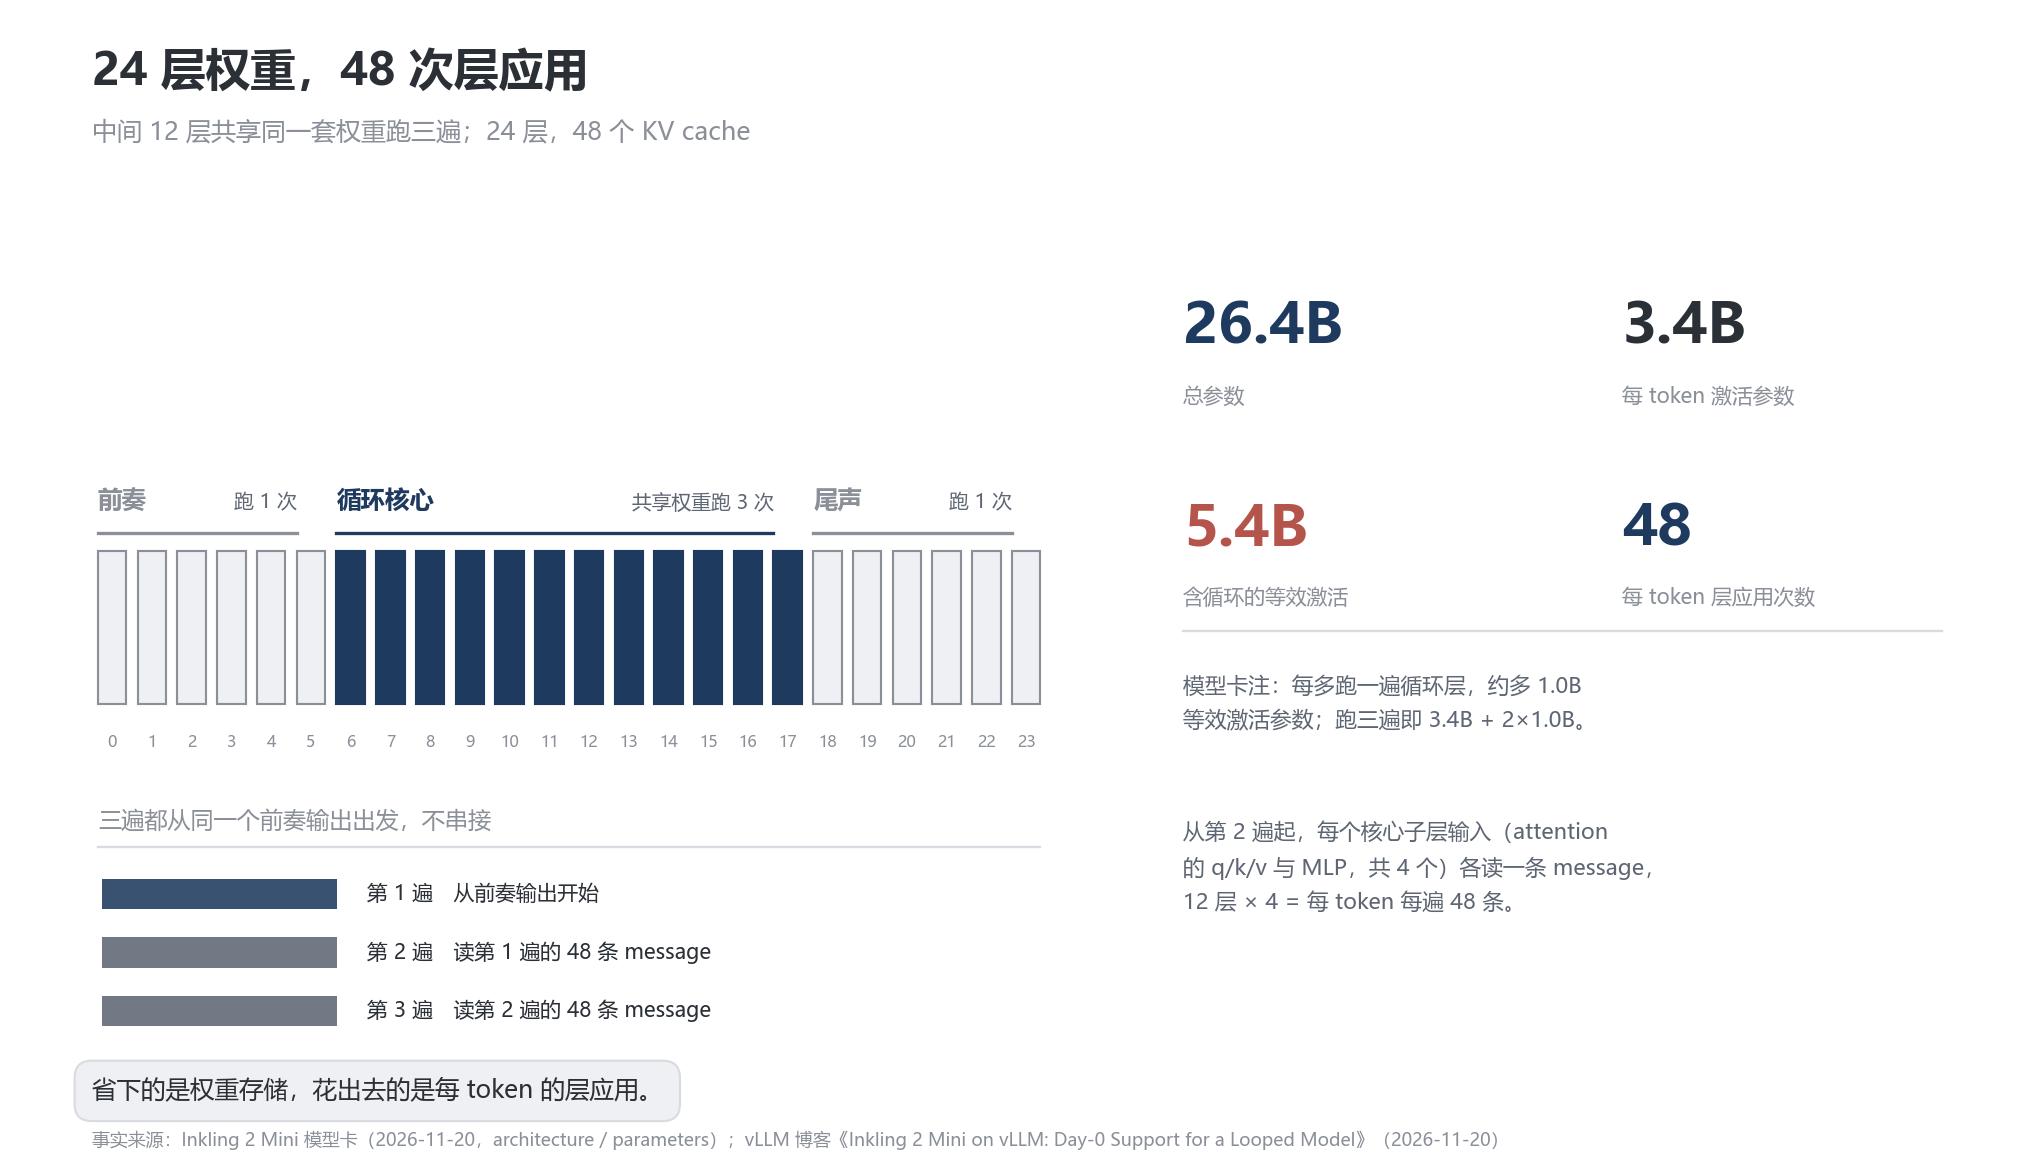 24 层权重，48 次层应用
中间 12 层共享同一套权重跑三遍；24 层，48 个 KV cache
26.4B
3.4B
总参数
每 token 激活参数
5.4B
48
含循环的等效激活
每 token 层应用次数
前奏
跑 1 次
循环核心
共享权重跑 3 次
尾声
跑 1 次
0 1 2 3 4 5 6 7 8 9 10 11 12 13 14 15 16 17 18 19 20 21 22 23
模型卡注：每多跑一遍循环层，约多 1.0B
等效激活参数；跑三遍即 3.4B + 2×1.0B。
三遍都从同一个前奏输出出发，不串接
第 1 遍 从前奏输出开始
第 2 遍 读第 1 遍的 48 条 message
第 3 遍 读第 2 遍的 48 条 message
从第 2 遍起，每个核心子层输入（attention
的 q/k/v 与 MLP，共 4 个）各读一条 message，
12 层 × 4 = 每 token 每遍 48 条。
省下的是权重存储，花出去的是每 token 的层应用。
事实来源：Inkling 2 Mini 模型卡（2026-11-20，architecture / parameters）；vLLM 博客《Inkling 2 Mini on vLLM: Day-0 Support for a Looped Model》（2026-11-20）